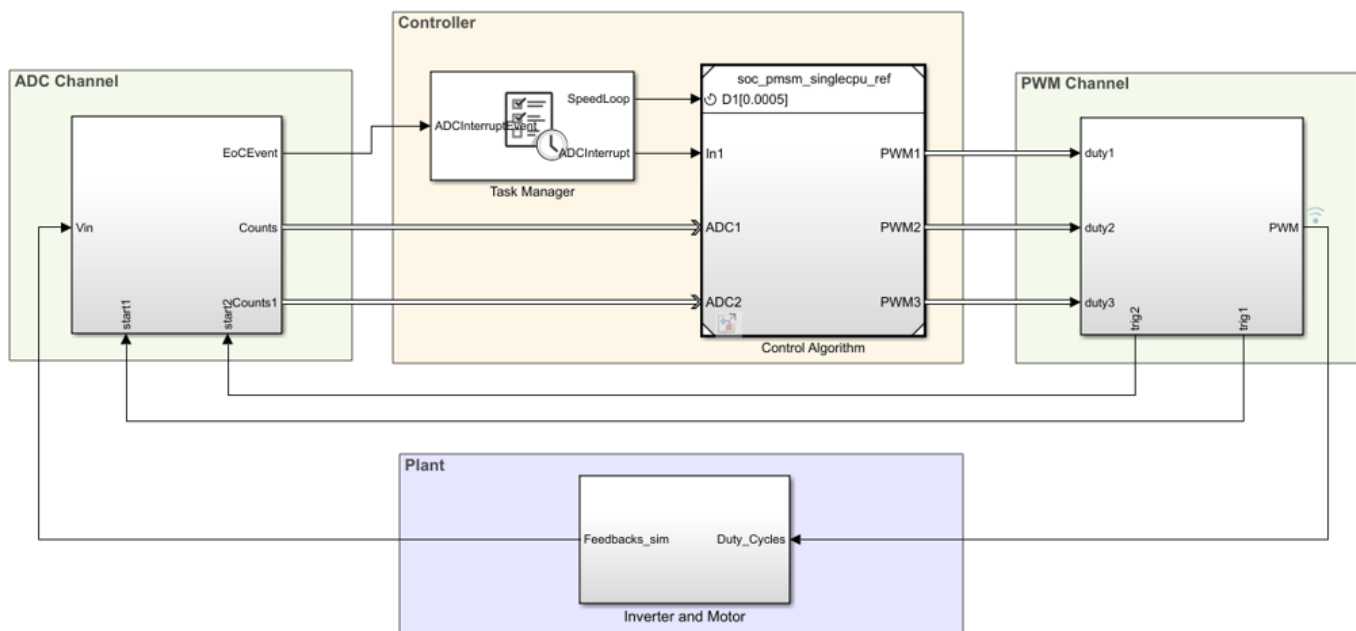 Controller
ADC Channel
EoCEvent
Vin
Counts
Counts1
start1
start2
SpeedLoop
ADCInterruptEvent
ADCInterrupt
Task Manager
soc_pmsm_singlecpu_ref
D1[0.0005]
In1
PWM1
ADC1
PWM2
ADC2
PWM3
Control Algorithm
PWM Channel
duty1
duty2
PWM
duty3
trig2
trig1
Plant
Feedbacks_sim
Duty_Cycles
Inverter and Motor